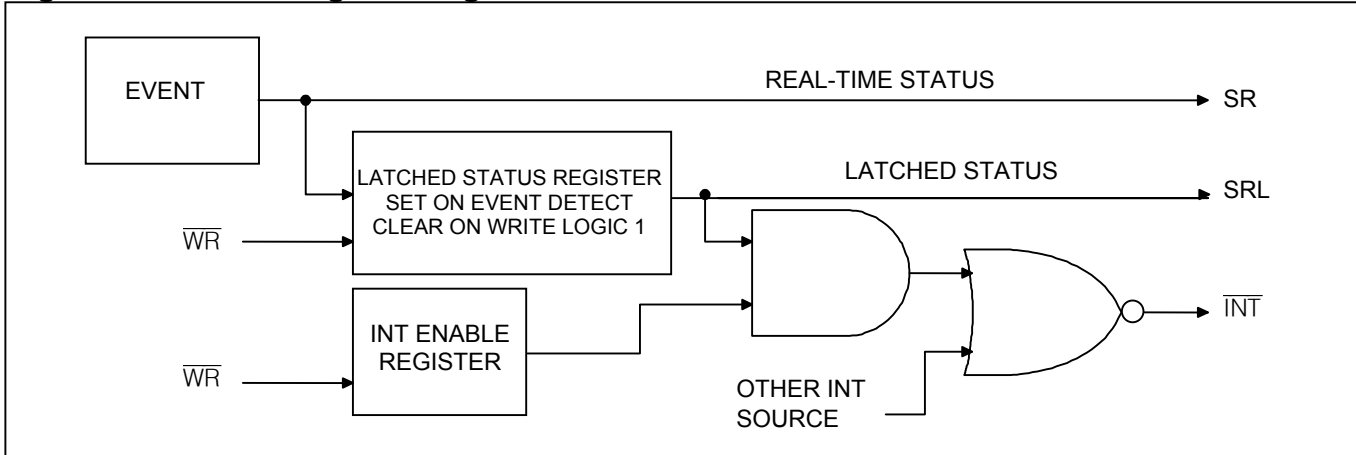 EVENT
REAL-TIME STATUS
SR
LATCHED STATUS REGISTER
SET ON EVENT DETECT
CLEAR ON WRITE LOGIC 1
LATCHED STATUS
SRL
WR
INT ENABLE
REGISTER
WR
INT
OTHER INT
SOURCE